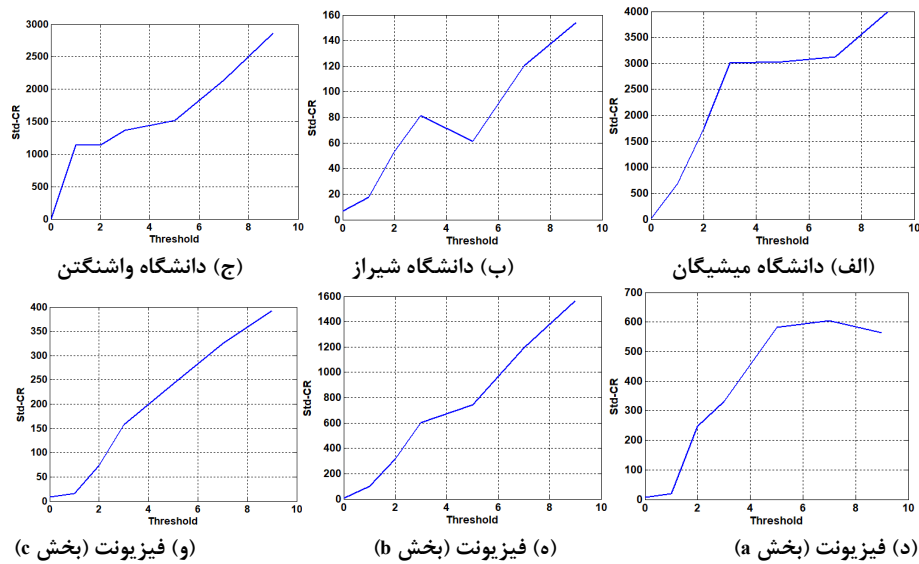 3000
2500
2000
1500
1000
500
0
Std-CR
0 2 4 6 8 10
Threshold
(ج) دانشگاه واشنگتن
160
140
120
100
80
60
40
20
0
Std-CR
0 2 4 6 8 10
Threshold
(ب) دانشگاه شیراز
4000
3500
3000
2500
2000
1500
1000
500
0
Std-CR
0 2 4 6 8 10
Threshold
(الف) دانشگاه میشیگان
400
350
300
250
200
150
100
50
0
Std-CR
0 2 4 6 8 10
Threshold
(و) فیزیونت (بخش c)
1600
1400
1200
1000
800
600
400
200
0
Std-CR
0 2 4 6 8 10
Threshold
(ه) فیزیونت (بخش b)
700
600
500
400
300
200
100
0
Std-CR
0 2 4 6 8 10
Threshold
(د) فیزیونت (بخش a)